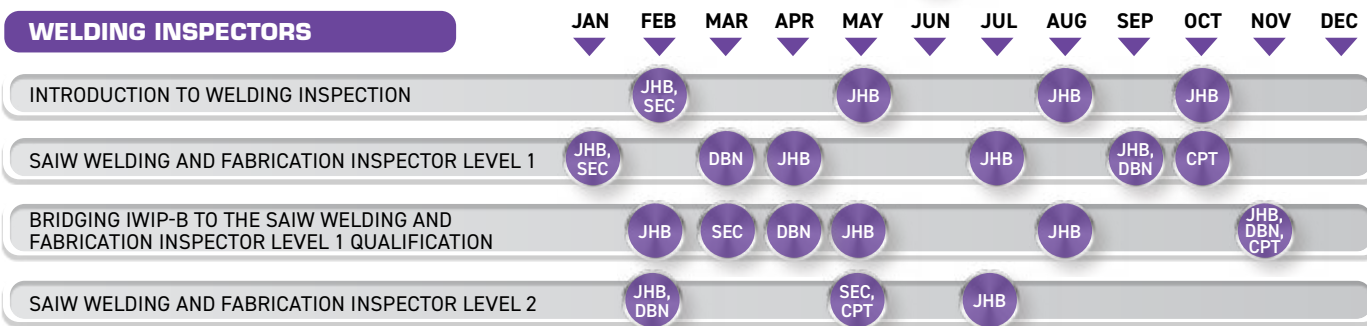 WELDING INSPECTORS
JAN FEB MAR APR MAY JUN JUL AUG SEP OCT NOV DEC
INTRODUCTION TO WELDING INSPECTION
JHB,
SEC
JHB
JHB
JHB
SAIW WELDING AND FABRICATION INSPECTOR LEVEL 1
JHB,
SEC
DBN
JHB
JHB
JHB,
DBN
CPT
BRIDGING IWIP-B TO THE SAIW WELDING AND
FABRICATION INSPECTOR LEVEL 1 QUALIFICATION
JHB
SEC
DBN
JHB
JHB
JHB,
DBN,
CPT
SAIW WELDING AND FABRICATION INSPECTOR LEVEL 2
JHB,
DBN
SEC,
CPT
JHB